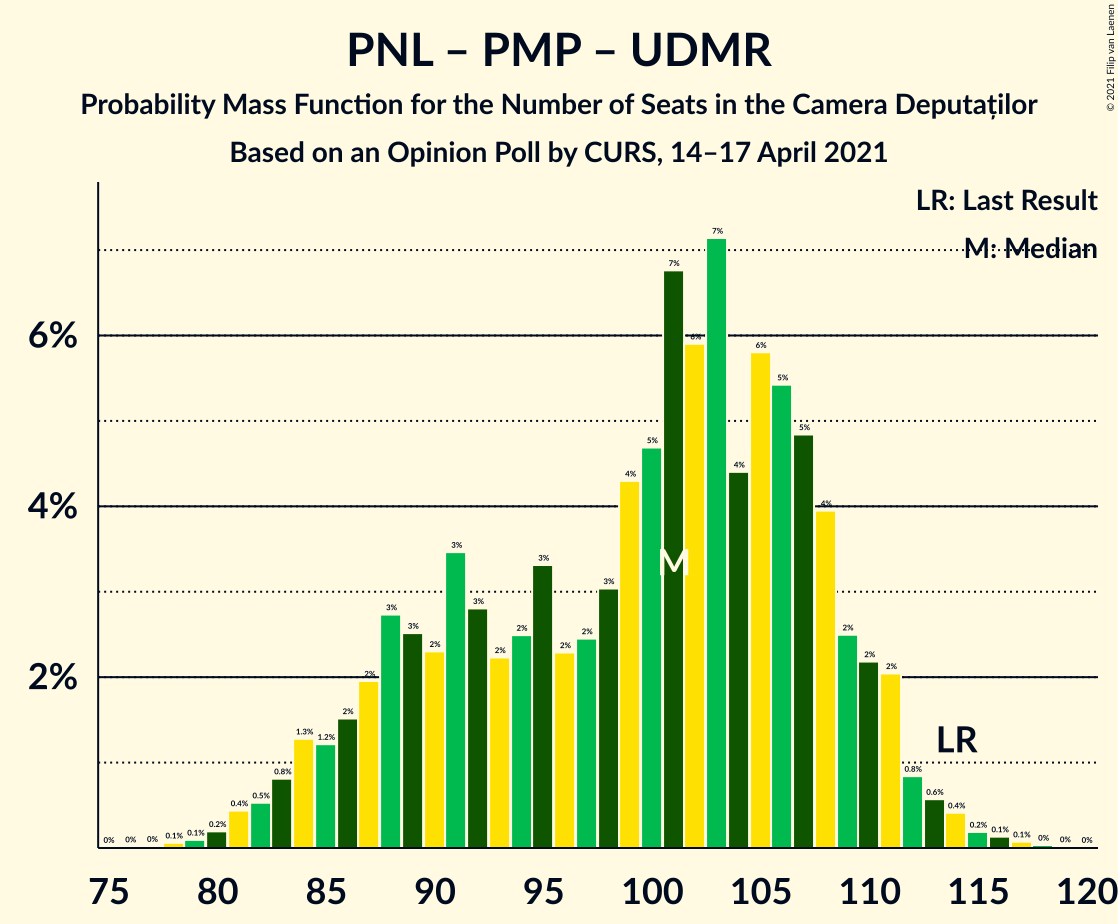 © 2021 Filip van Laenen
PNL – PMP – UDMR
Probability Mass Function for the Number of Seats in the Camera Deputaților
Based on an Opinion Poll by CURS, 14–17 April 2021
LR: Last Result
M: Median
6%
4%
2%
0% 0% 0% 0.1% 0.1% 0.2% 0.4% 0.5% 0.8% 1.3% 1.2% 2% 2% 3% 3% 2% 3% 3% 2% 2% 3% 2% 2% 3% 4% 5% 7% 6% 7% 4% 6% 5% 5% 4% 2% 2% 2% 0.8% 0.6% 0.4% 0.2% 0.1% 0.1% 0% 0% 0%
M
LR
75 80 85 90 95 100 105 110 115 120